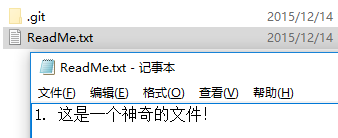 .git 2015/12/14
ReadMe.txt 2015/12/14
ReadMe.txt - 记事本
文件(F) 编辑(E) 格式(O) 查看(V) 帮助(H)
1. 这是一个神奇的文件!